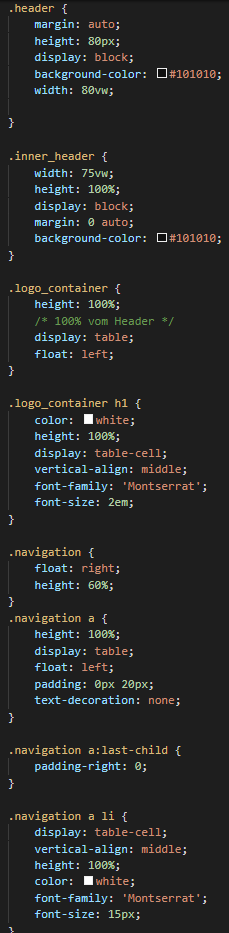 .header {
margin: auto;
height: 80px;
display: block;
background-color: #101010;
width: 80vw;
}
.inner_header {
width: 75vw;
height: 100%;
display: block;
margin: 0 auto;
background-color: #101010;
}
.logo_container {
height: 100%;
/* 100% vom Header */
display: table;
float: left;
}
.logo_container h1 {
color: white;
height: 100%;
display: table-cell;
vertical-align: middle;
font-family: 'Montserrat';
font-size: 2em;
}
.navigation {
float: right;
height: 60%;
}
.navigation a {
height: 100%;
display: table;
float: left;
padding: 0px 20px;
text-decoration: none;
}
.navigation a:last-child {
padding-right: 0;
}
.navigation a li {
display: table-cell;
vertical-align: middle;
height: 100%;
color: white;
font-family: 'Montserrat';
font-size: 15px;
}